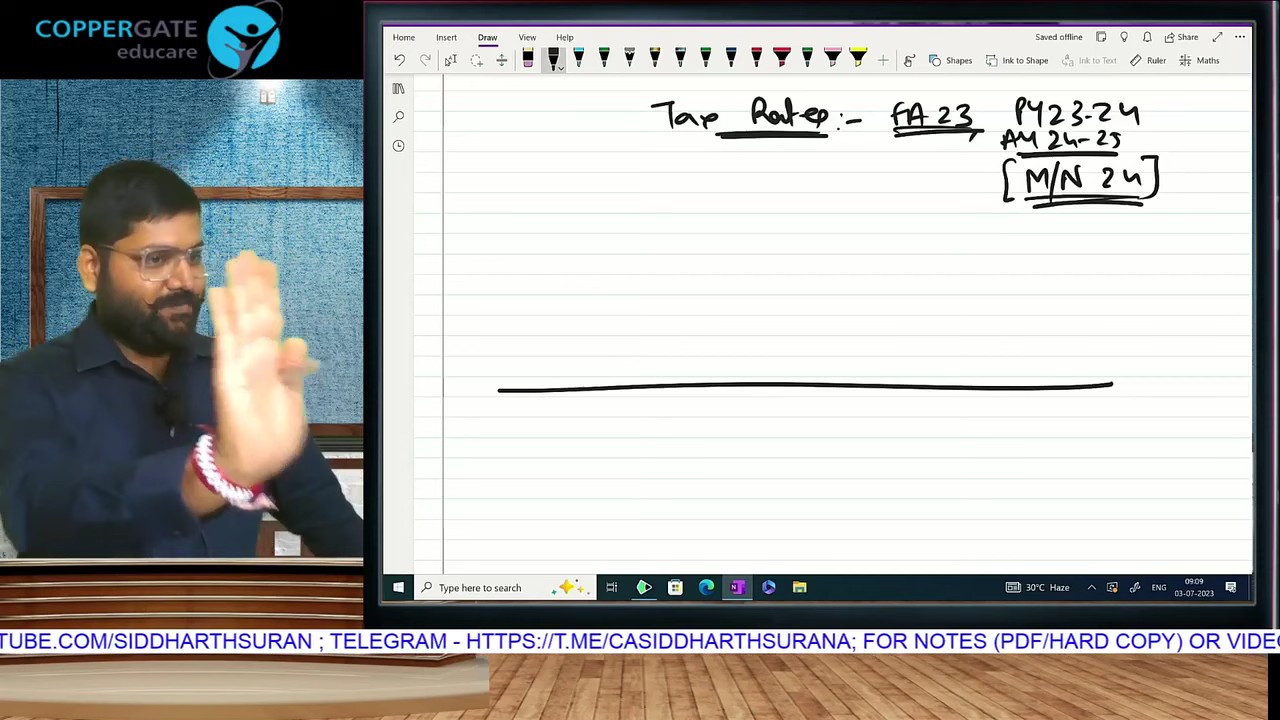 COPPERGATE
educare
Home Insert Draw View Help
Saved offline
Share
Shapes
Ink to Shape
Ink to Text
Ruler
Maths
Tax Rates :- FA 23 PY 23-24
AY 24-25
[M/N 24]
Type here to search
30°C Haze
ENG
09:09
03-07-2023
TUBE.COM/SIDDHARTHSURAN ; TELEGRAM - HTTPS://T.ME/CASIDDHARTHSURANA; FOR NOTES (PDF/HARD COPY) OR VIDE